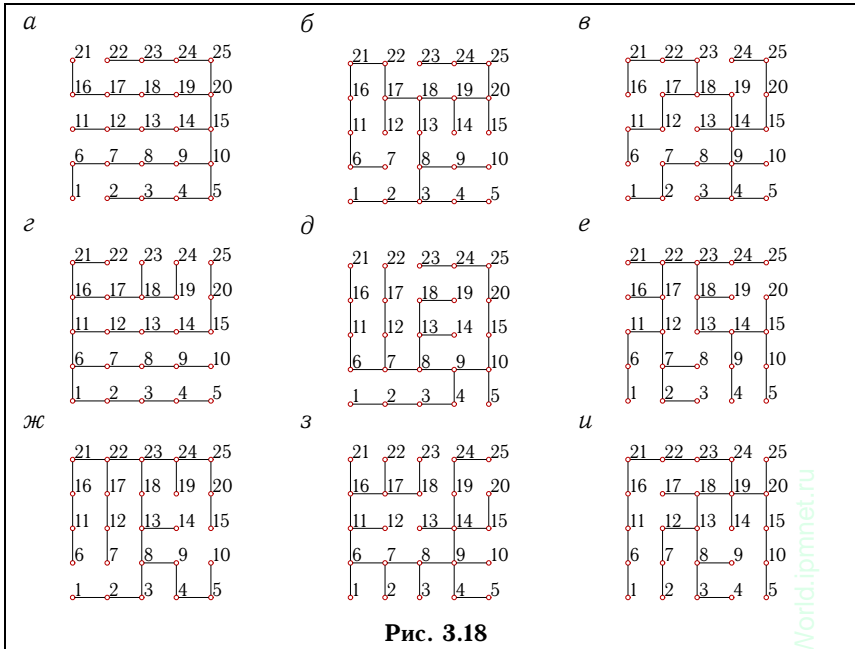 а б в
21 22 23 24 25 21 22 23 24 25 21 22 23 24 25
16 17 18 19 20 16 17 18 19 20 16 17 18 19 20
11 12 13 14 15 11 12 13 14 15 11 12 13 14 15
6 7 8 9 10 6 7 8 9 10 6 7 8 9 10
1 2 3 4 5 1 2 3 4 5 1 2 3 4 5
г д е
21 22 23 24 25 21 22 23 24 25 21 22 23 24 25
16 17 18 19 20 16 17 18 19 20 16 17 18 19 20
11 12 13 14 15 11 12 13 14 15 11 12 13 14 15
6 7 8 9 10 6 7 8 9 10 6 7 8 9 10
1 2 3 4 5 1 2 3 4 5 1 2 3 4 5
ж з и
21 22 23 24 25 21 22 23 24 25 21 22 23 24 25
16 17 18 19 20 16 17 18 19 20 16 17 18 19 20
11 12 13 14 15 11 12 13 14 15 11 12 13 14 15
6 7 8 9 10 6 7 8 9 10 6 7 8 9 10
1 2 3 4 5 1 2 3 4 5 1 2 3 4 5
Рис. 3.18
World.ipmnet.ru